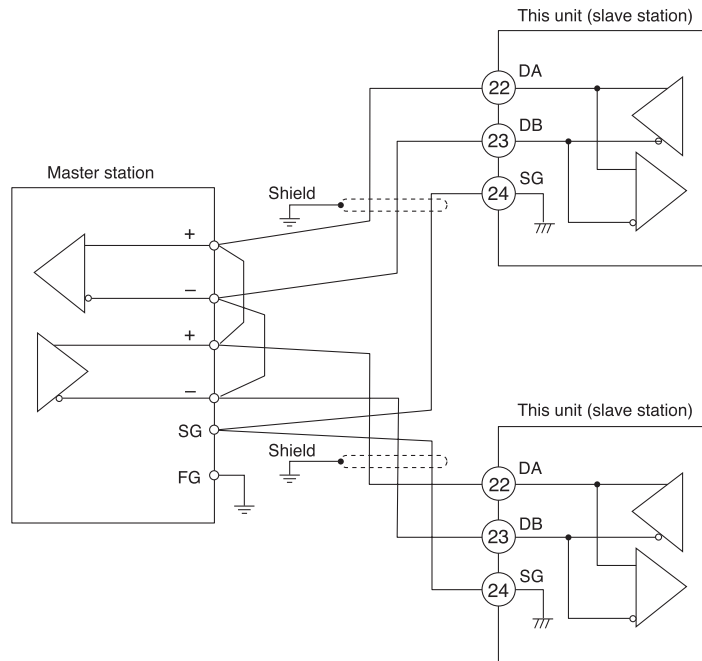 This unit (slave station)
22 DA
23 DB
24 SG
Master station
Shield
+
−
+
−
SG
FG
Shield
This unit (slave station)
22 DA
23 DB
24 SG